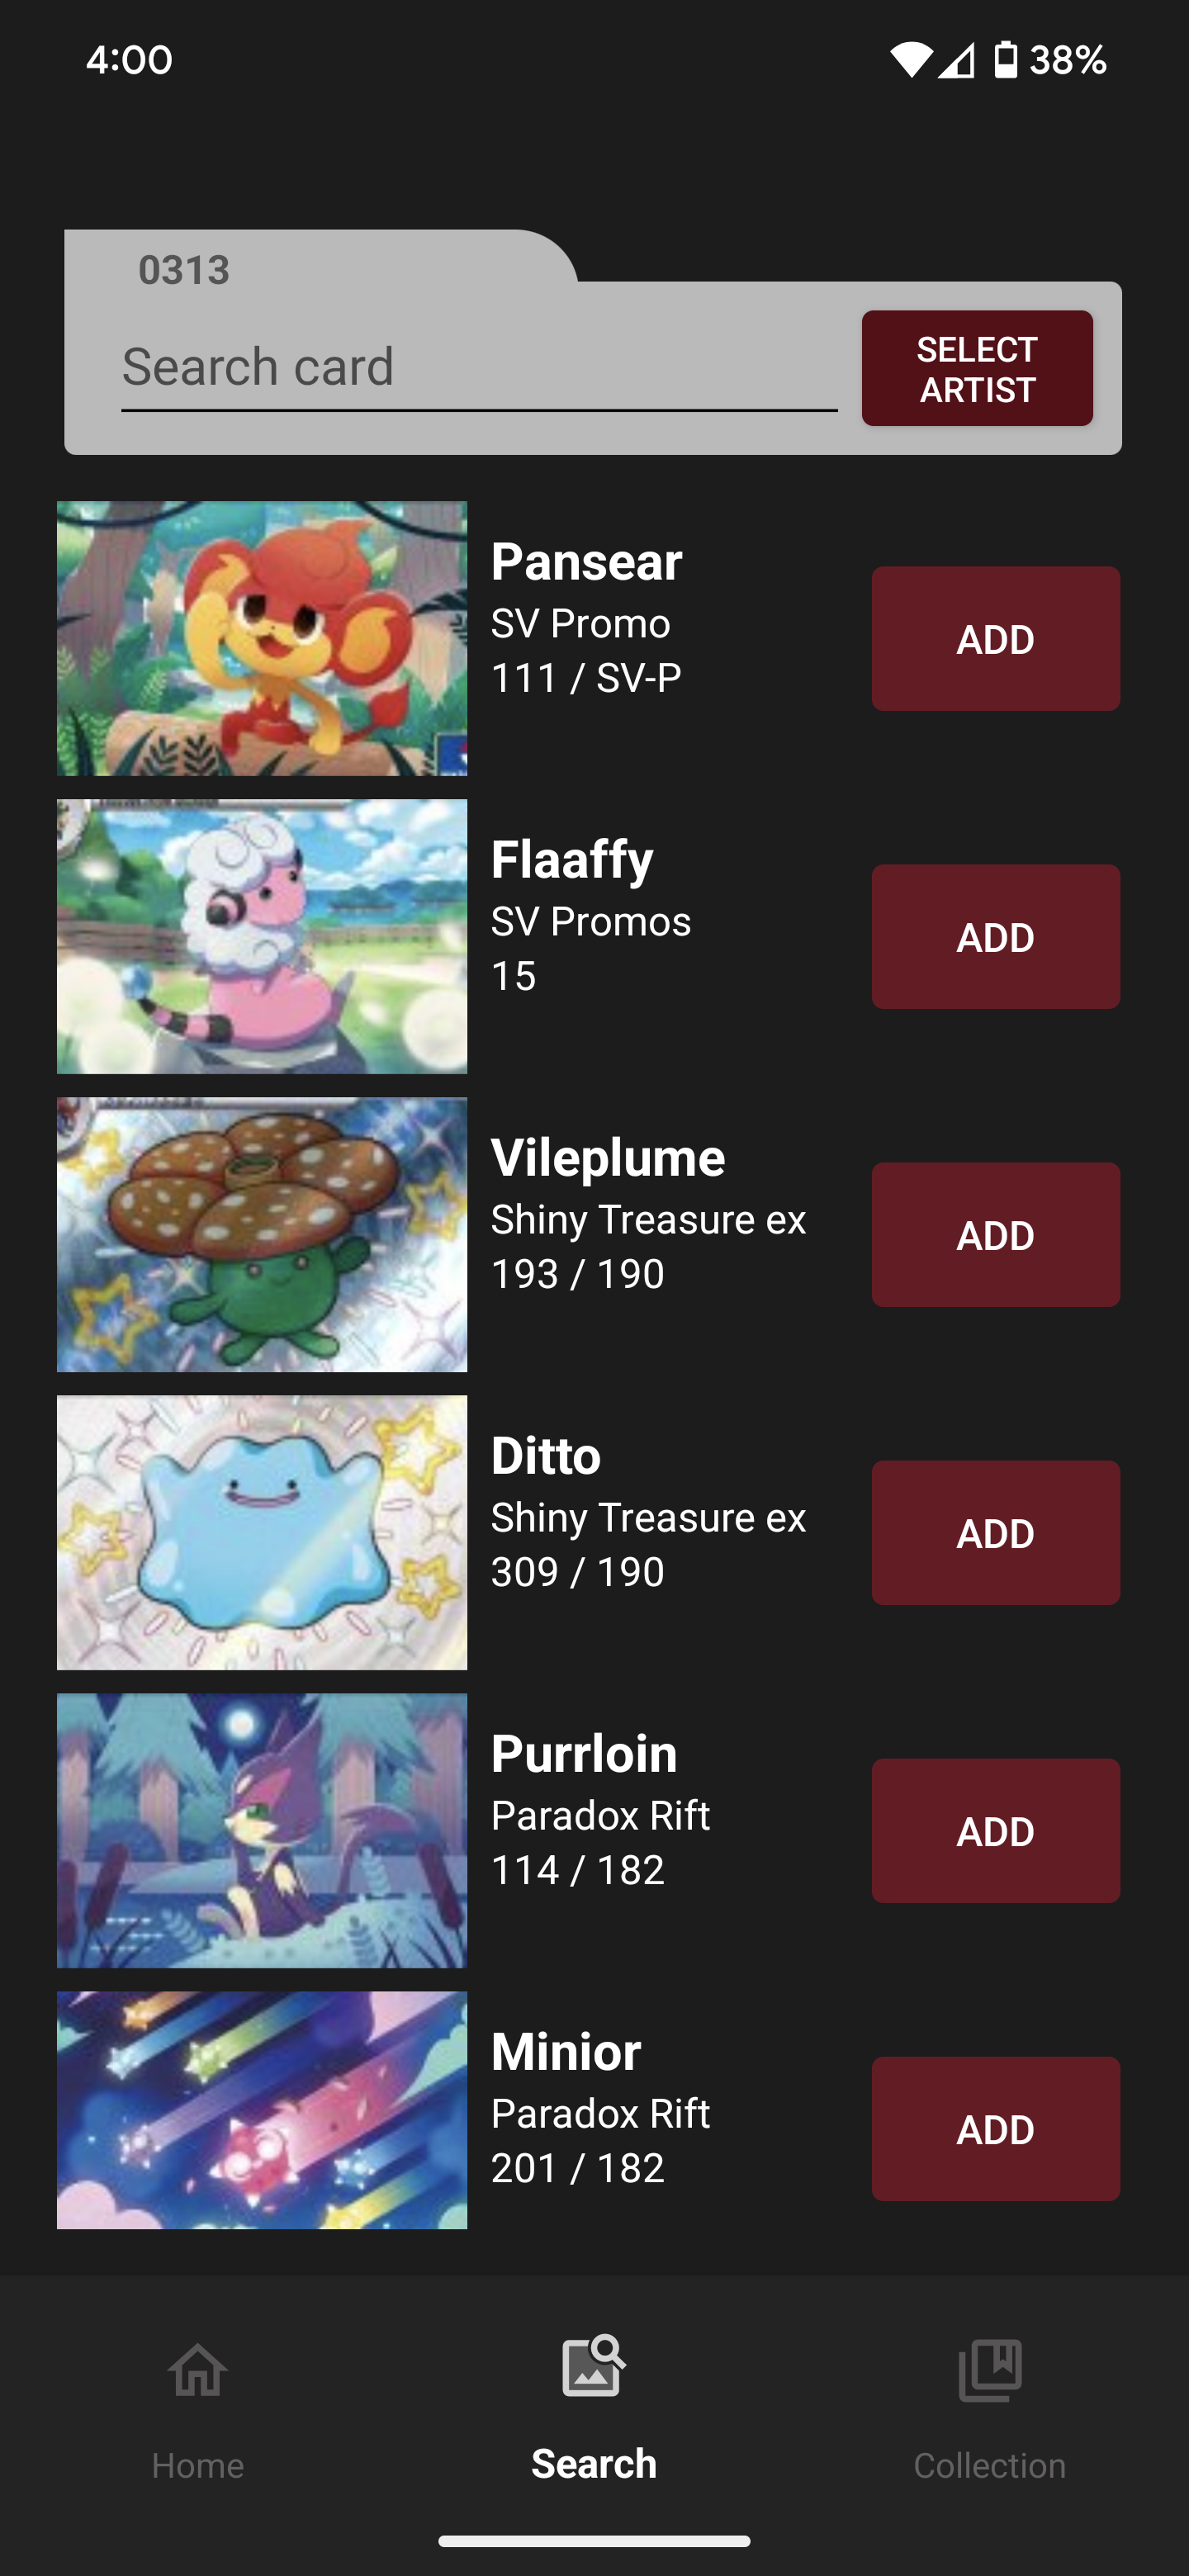 4:00
38%
0313
Search card
SELECT
ARTIST
Pansear
SV Promo
111 / SV-P
ADD
Flaaffy
SV Promos
15
ADD
Vileplume
Shiny Treasure ex
193 / 190
ADD
Ditto
Shiny Treasure ex
309 / 190
ADD
Purrloin
Paradox Rift
114 / 182
ADD
Minior
Paradox Rift
201 / 182
ADD
Home
Search
Collection